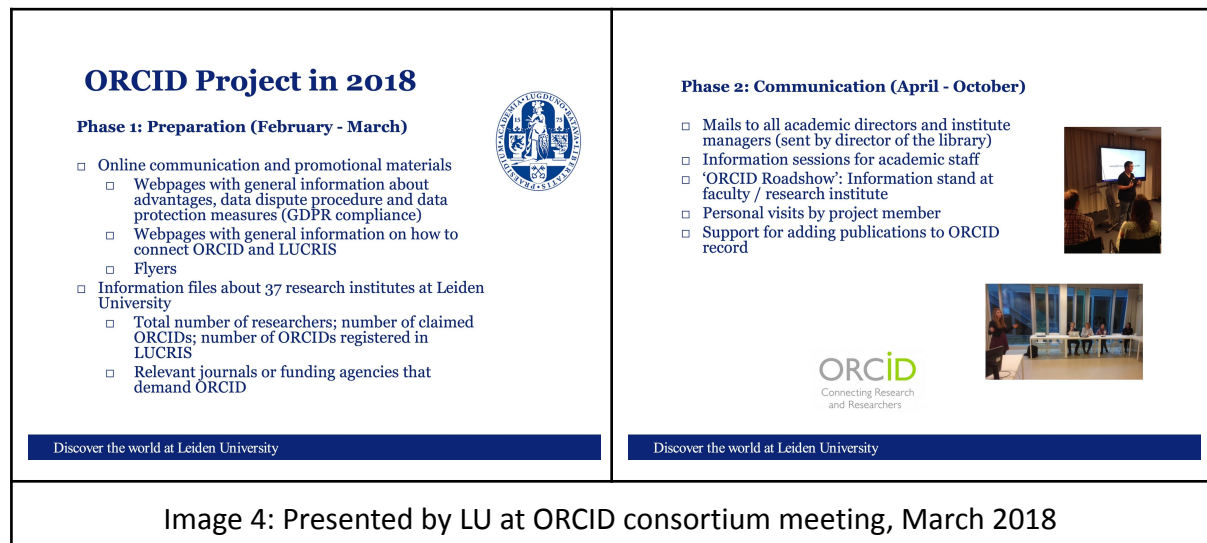 ORCID Project in 2018
Phase 1: Preparation (February - March)
□ Online communication and promotional materials
□ Webpages with general information about
advantages, data dispute procedure and data
protection measures (GDPR compliance)
□ Webpages with general information on how to
connect ORCID and LUCRIS
□ Flyers
□ Information files about 37 research institutes at Leiden
University
□ Total number of researchers; number of claimed
ORCIDs; number of ORCIDs registered in
LUCRIS
□ Relevant journals or funding agencies that
demand ORCID
ACADEMIA · LUGDUNO · BATAVA · LIBERTATIS · PRAESIDIUM
15 75
Discover the world at Leiden University
Phase 2: Communication (April - October)
□ Mails to all academic directors and institute
managers (sent by director of the library)
□ Information sessions for academic staff
□ ‘ORCID Roadshow’: Information stand at
faculty / research institute
□ Personal visits by project member
□ Support for adding publications to ORCID
record
ORCiD
Connecting Research
and Researchers
Discover the world at Leiden University
Image 4: Presented by LU at ORCID consortium meeting, March 2018